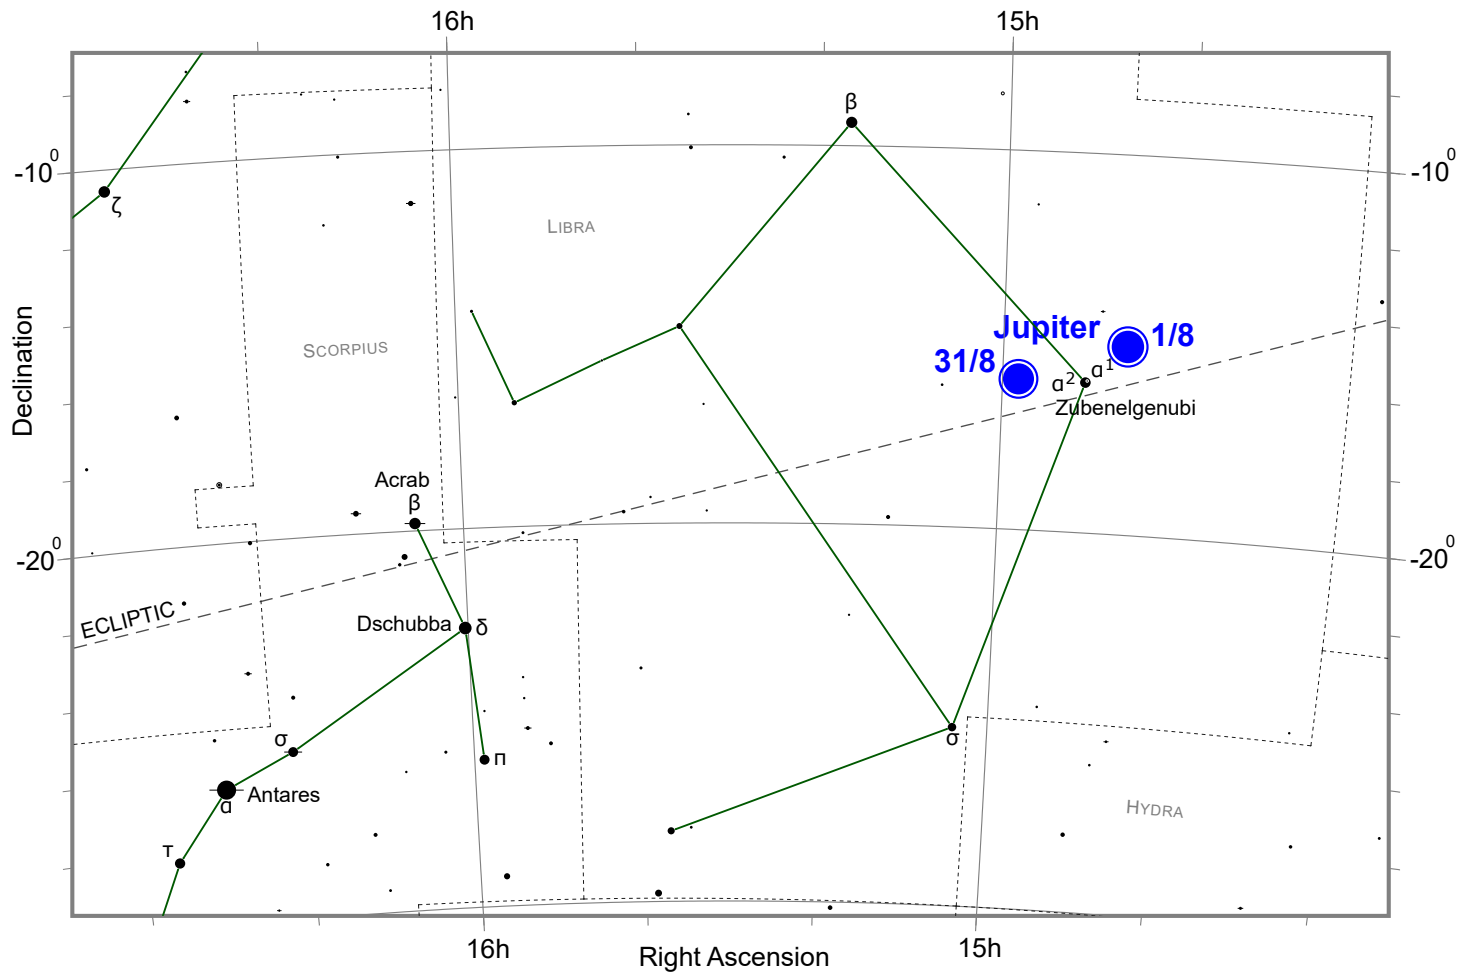 16h 15h
β
-10⁰ -10⁰
ζ
LIBRA
Declination
Jupiter 1/8
SCORPIUS
31/8
α² α¹
Zubenelgenubi
Acrab
β
-20⁰ -20⁰
ECLIPTIC
Dschubba δ
σ σ
π
α Antares
HYDRA
τ
16h 15h
Right Ascension